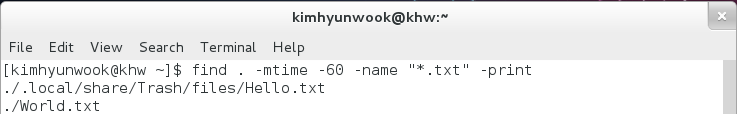 kimhyunwook@khw:~
File Edit View Search Terminal Help
[kimhyunwook@khw ~]$ find . -mtime -60 -name "*.txt" -print
./.local/share/Trash/files/Hello.txt
./World.txt